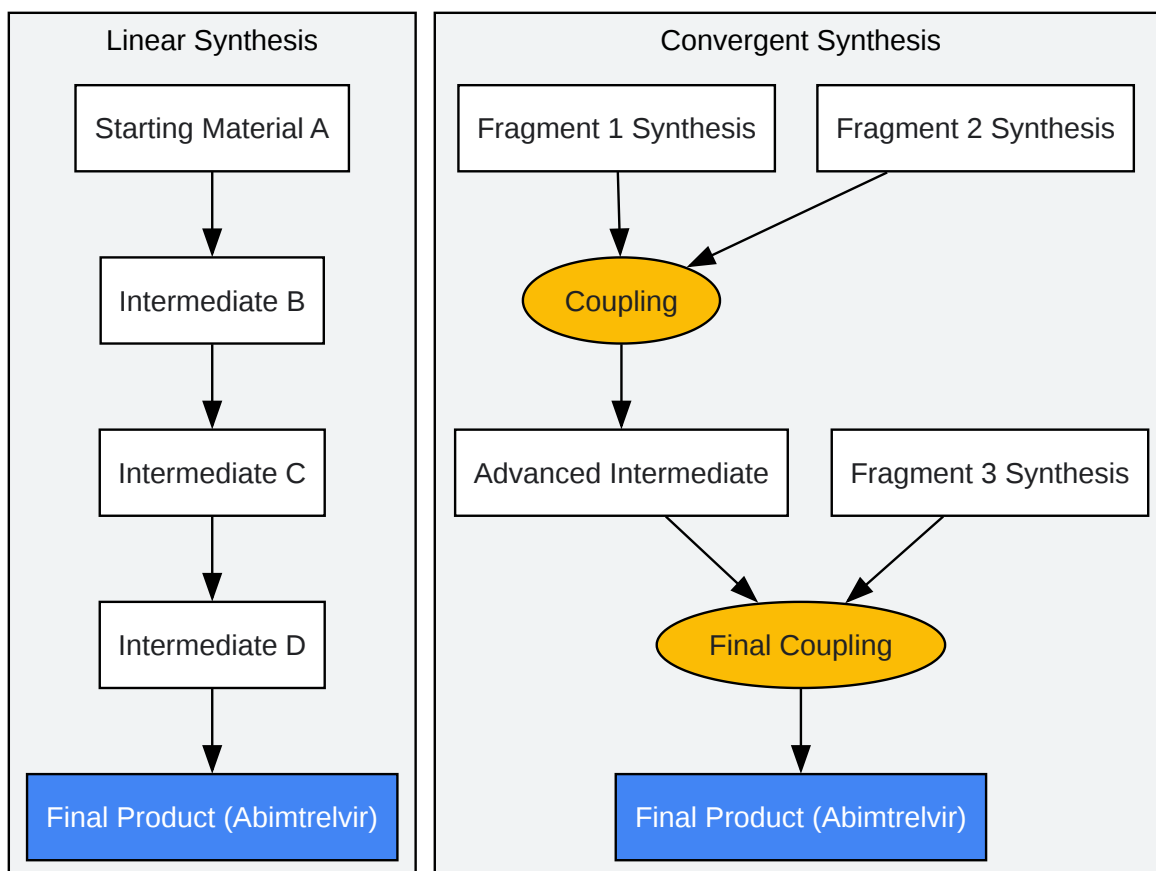 Linear Synthesis
Starting Material A
Intermediate B
Intermediate C
Intermediate D
Final Product (Abimtrelvir)
Convergent Synthesis
Fragment 1 Synthesis
Fragment 2 Synthesis
Coupling
Advanced Intermediate
Fragment 3 Synthesis
Final Coupling
Final Product (Abimtrelvir)